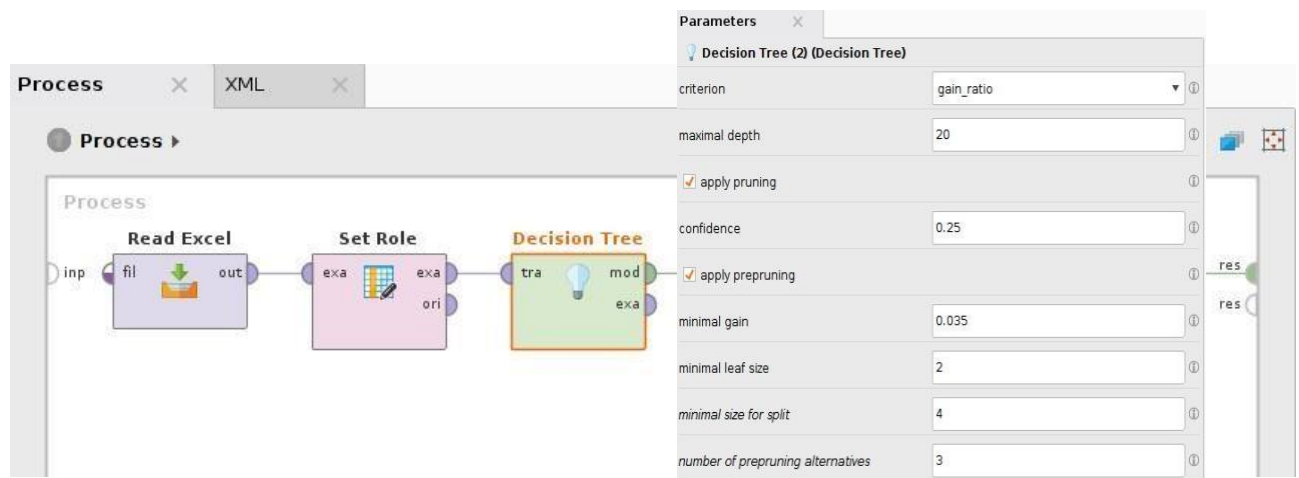 Process
XML
Process
Process
Read Excel
Set Role
Decision Tree
inp
fil
out
exa
exa
ori
tra
mod
exa
res
res
Parameters
Decision Tree (2) (Decision Tree)
criterion
gain_ratio
maximal depth
20
apply pruning
confidence
0.25
apply prepruning
minimal gain
0.035
minimal leaf size
2
minimal size for split
4
number of prepruning alternatives
3